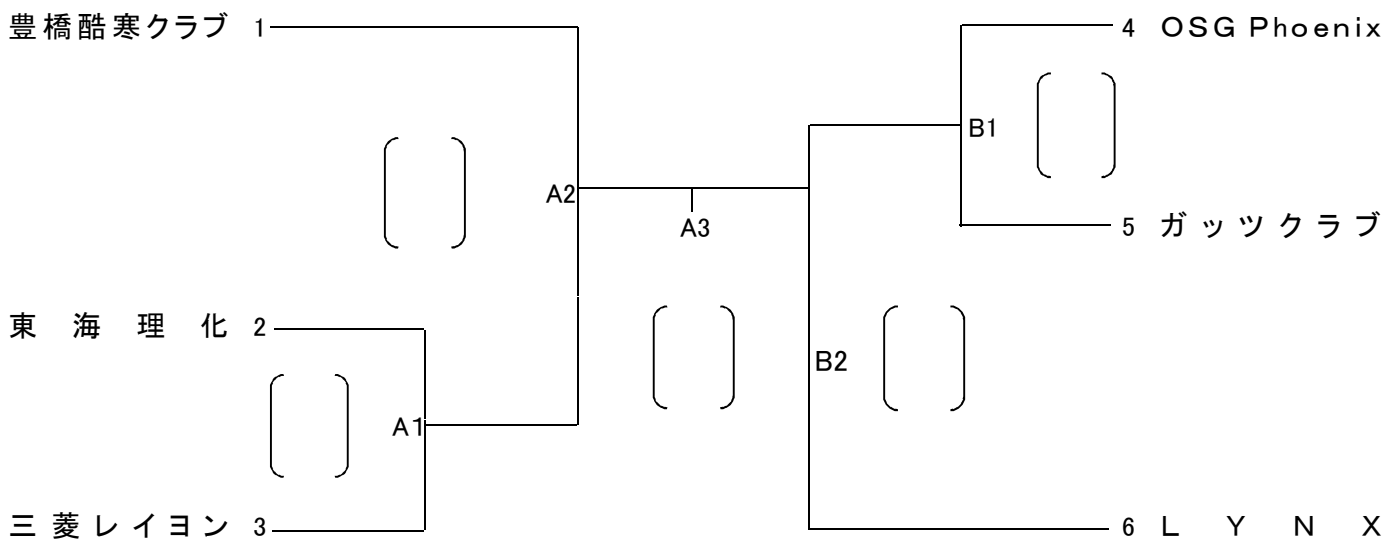 豊橋酷寒クラブ 1
4 OSG Phoenix
B1
A2
A3
5 ガッツクラブ
東海理化 2
B2
A1
三菱レイヨン 3
6 LYNX